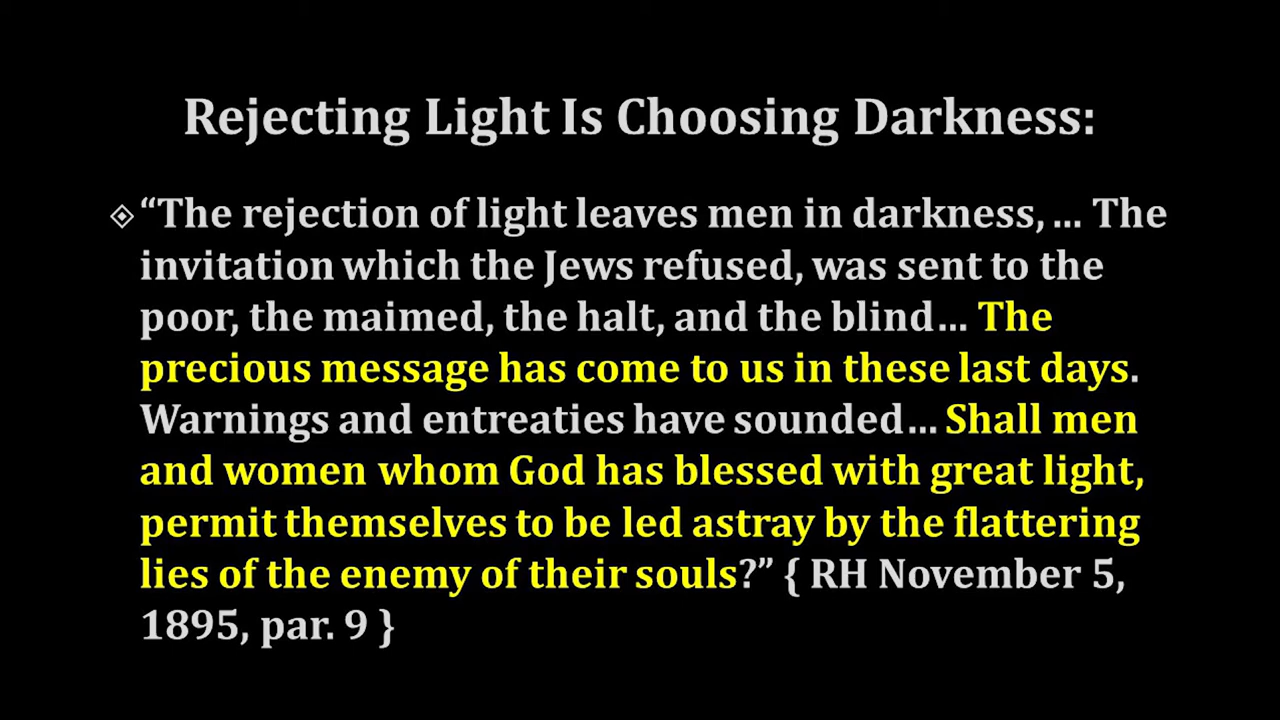 Rejecting Light Is Choosing Darkness:
“The rejection of light leaves men in darkness, ... The
invitation which the Jews refused, was sent to the
poor, the maimed, the halt, and the blind... The
precious message has come to us in these last days.
Warnings and entreaties have sounded... Shall men
and women whom God has blessed with great light,
permit themselves to be led astray by the flattering
lies of the enemy of their souls?” { RH November 5,
1895, par. 9 }